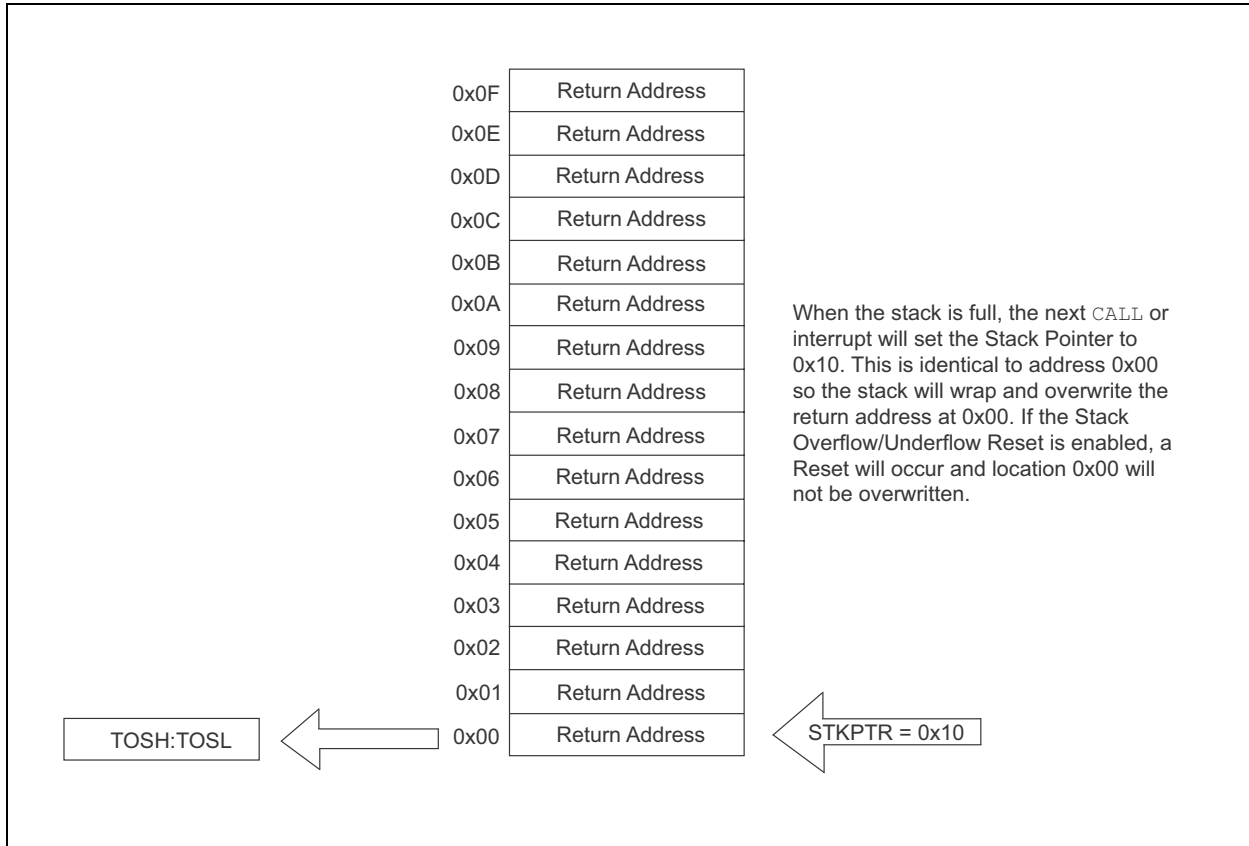 0x0F Return Address
0x0E Return Address
0x0D Return Address
0x0C Return Address
0x0B Return Address
0x0A Return Address
0x09 Return Address
0x08 Return Address
0x07 Return Address
0x06 Return Address
0x05 Return Address
0x04 Return Address
0x03 Return Address
0x02 Return Address
0x01 Return Address
TOSH:TOSL 0x00 Return Address STKPTR = 0x10
When the stack is full, the next CALL or
interrupt will set the Stack Pointer to
0x10. This is identical to address 0x00
so the stack will wrap and overwrite the
return address at 0x00. If the Stack
Overflow/Underflow Reset is enabled, a
Reset will occur and location 0x00 will
not be overwritten.